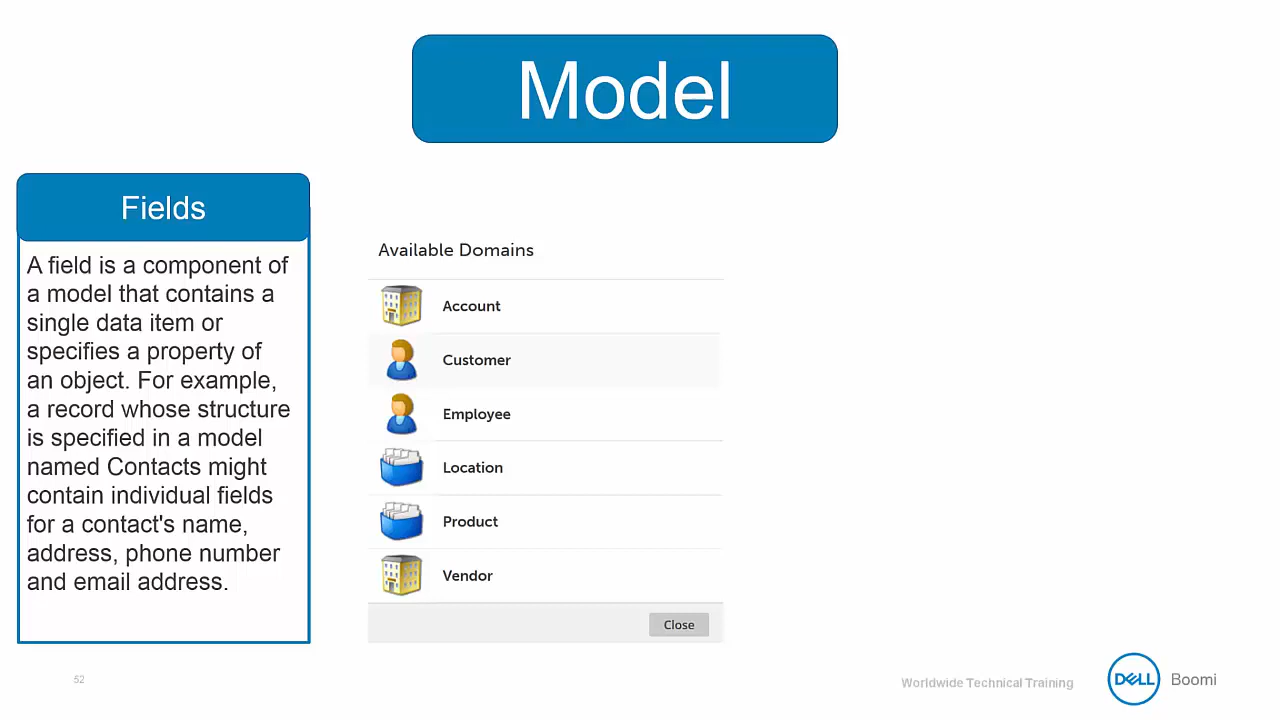 Model
Fields
A field is a component of
a model that contains a
single data item or
specifies a property of
an object. For example,
a record whose structure
is specified in a model
named Contacts might
contain individual fields
for a contact's name,
address, phone number
and email address.
Available Domains
Account
Customer
Employee
Location
Product
Vendor
Close
52
Worldwide Technical Training
DELL
Boomi